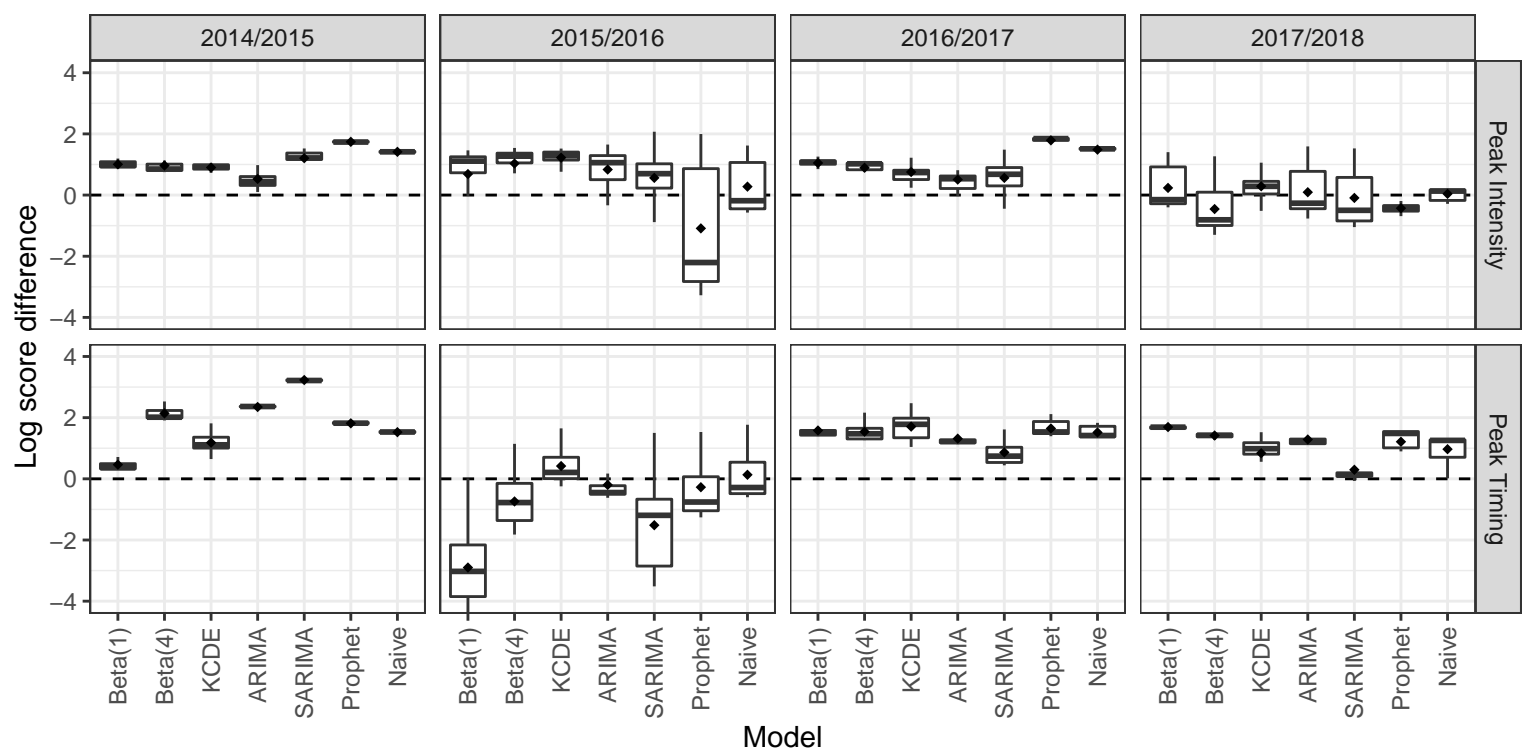 2014/2015 2015/2016 2016/2017 2017/2018
4
2
0
−2
−4
Peak Intensity
Log score difference
4
2
0
−2
−4
Peak Timing
Beta(1) Beta(4) KCDE ARIMA SARIMA Prophet Naive Beta(1) Beta(4) KCDE ARIMA SARIMA Prophet Naive Beta(1) Beta(4) KCDE ARIMA SARIMA Prophet Naive Beta(1) Beta(4) KCDE ARIMA SARIMA Prophet Naive
Model